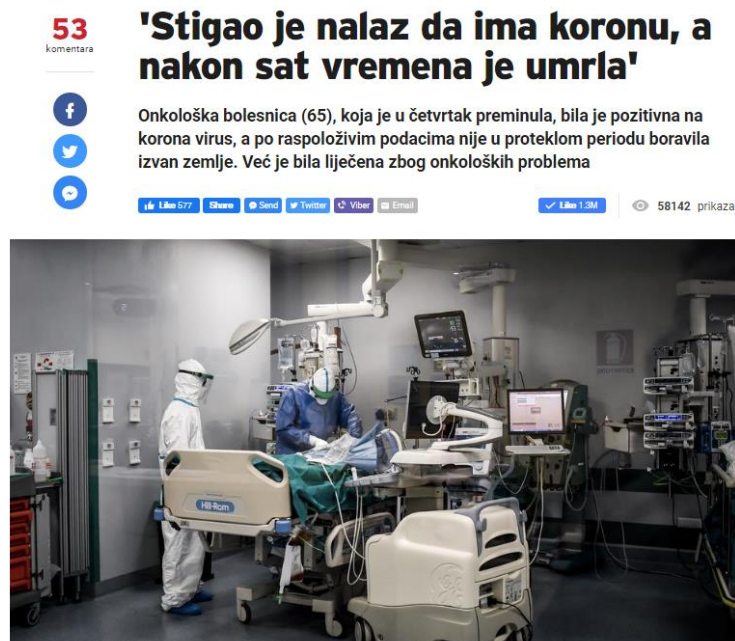 53
komentara
'Stigao je nalaz da ima koronu, a
nakon sat vremena je umrla'
Onkološka bolesnica (65), koja je u četvrtak preminula, bila je pozitivna na
korona virus, a po raspoloživim podacima nije u proteklom periodu boravila
izvan zemlje. Već je bila liječena zbog onkoloških problema
Like 577 Share Send Twitter Viber Email Like 1.3M 58142 prikaza
Hill-Rom